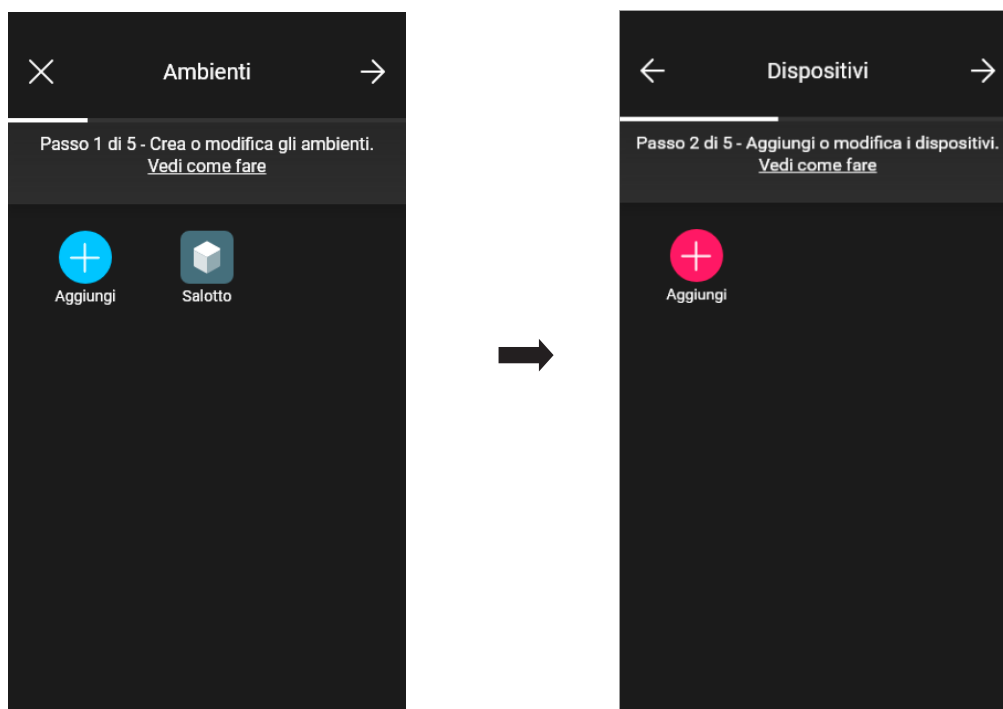 Ambienti
Passo 1 di 5 - Crea o modifica gli ambienti.
Vedi come fare
Aggiungi
Salotto
Dispositivi
Passo 2 di 5 - Aggiungi o modifica i dispositivi.
Vedi come fare
Aggiungi